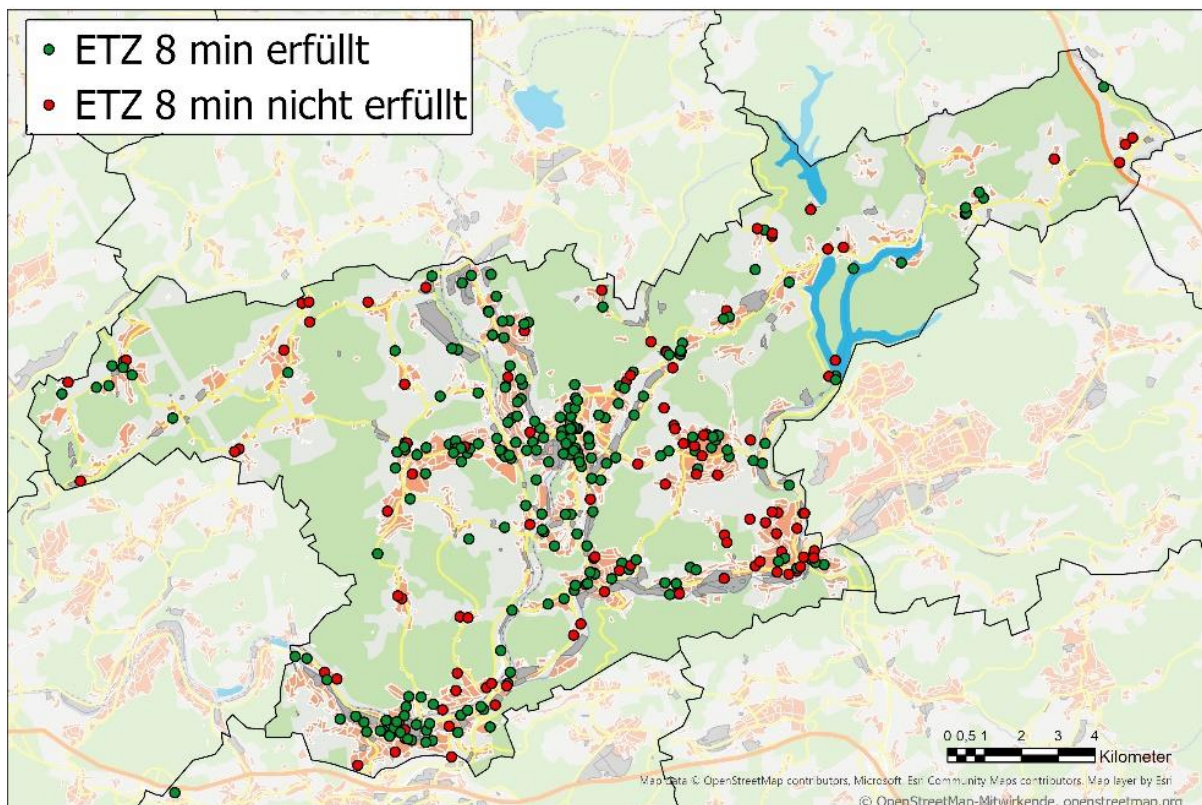 ETZ 8 min erfüllt
ETZ 8 min nicht erfüllt
0 0,5 1 2 3 4
Kilometer
Map data © OpenStreetMap contributors, Microsoft, Esri Community Maps contributors, Map layer by Esri
© OpenStreetMap-Mitwirkende, openstreetmap.org